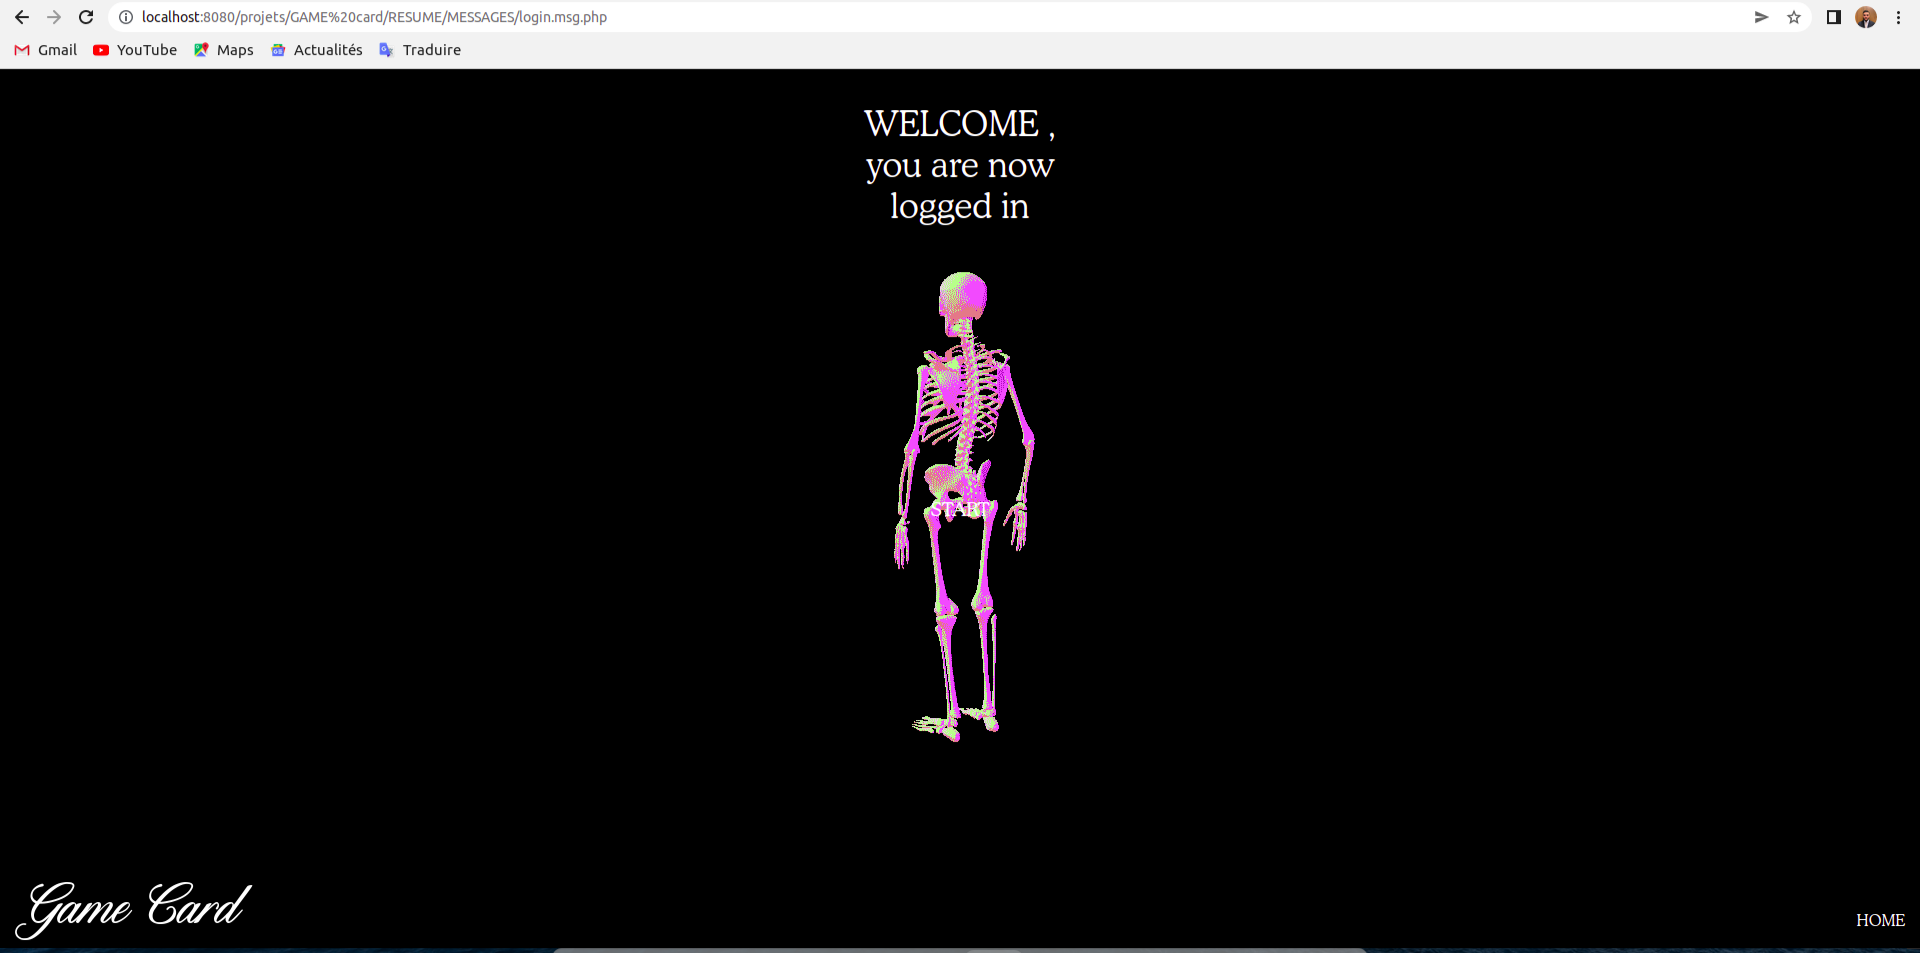 localhost:8080/projets/GAME%20card/RESUME/MESSAGES/login.msg.php
Gmail YouTube Maps Actualités Traduire
WELCOME ,
you are now
logged in
START
Game Card
HOME